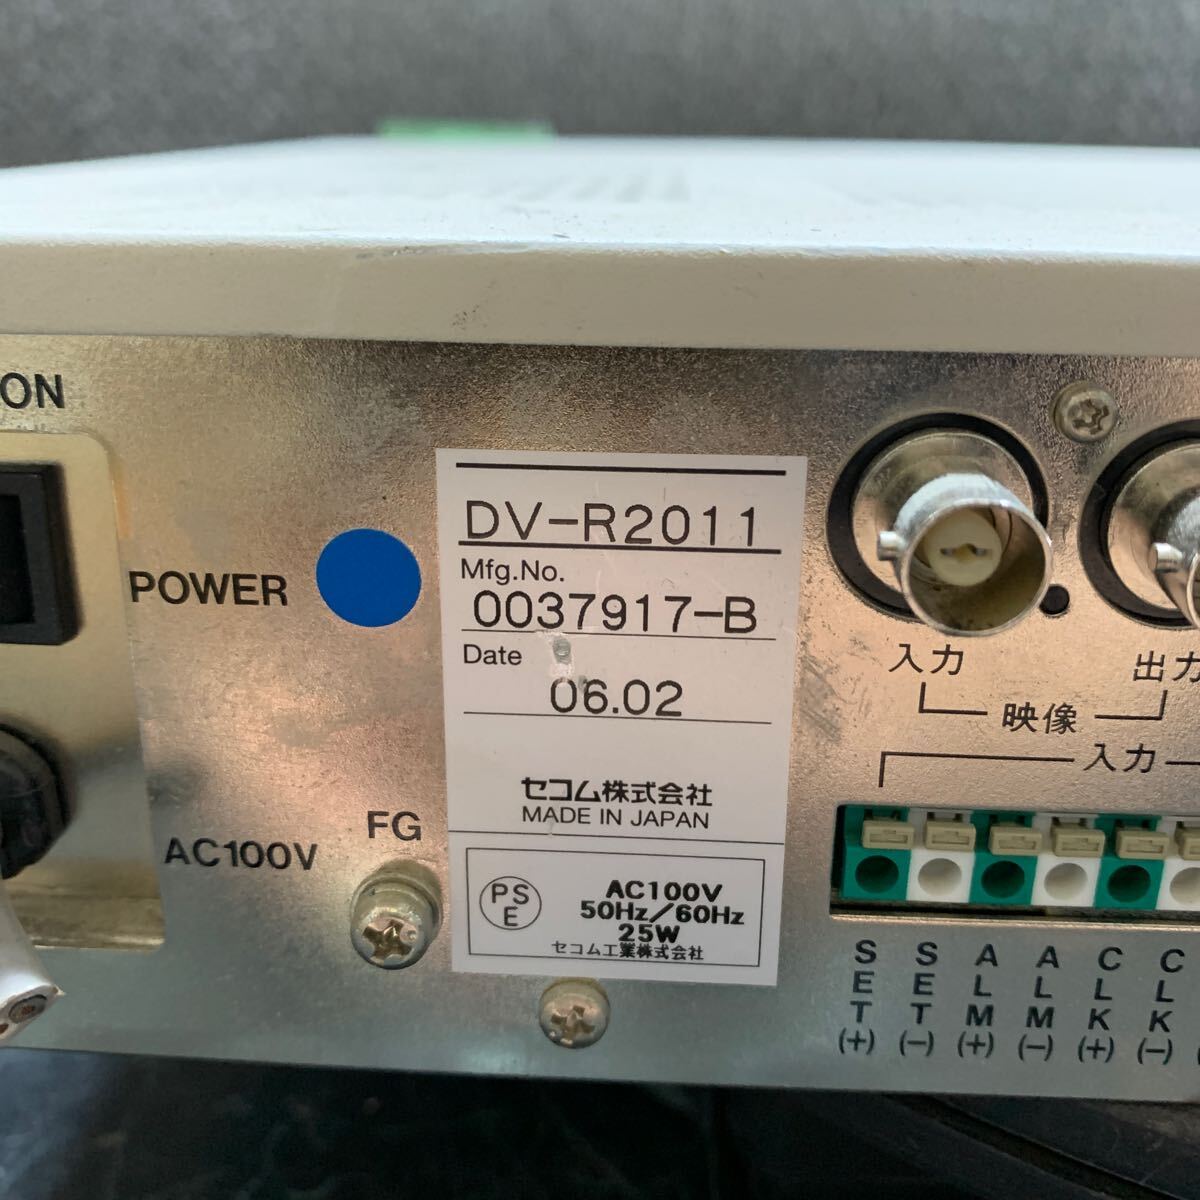 ON
POWER
AC100V
FG
DV-R2011
Mfg.No.
0037917-B
Date
06.02
セコム株式会社
MADE IN JAPAN
PS
E
AC100V
50Hz/60Hz
25W
セコム工業株式会社
入力
出力
映像
入力
SET(+)
SET(-)
ALM(+)
ALM(-)
CLK(+)
CLK(-)